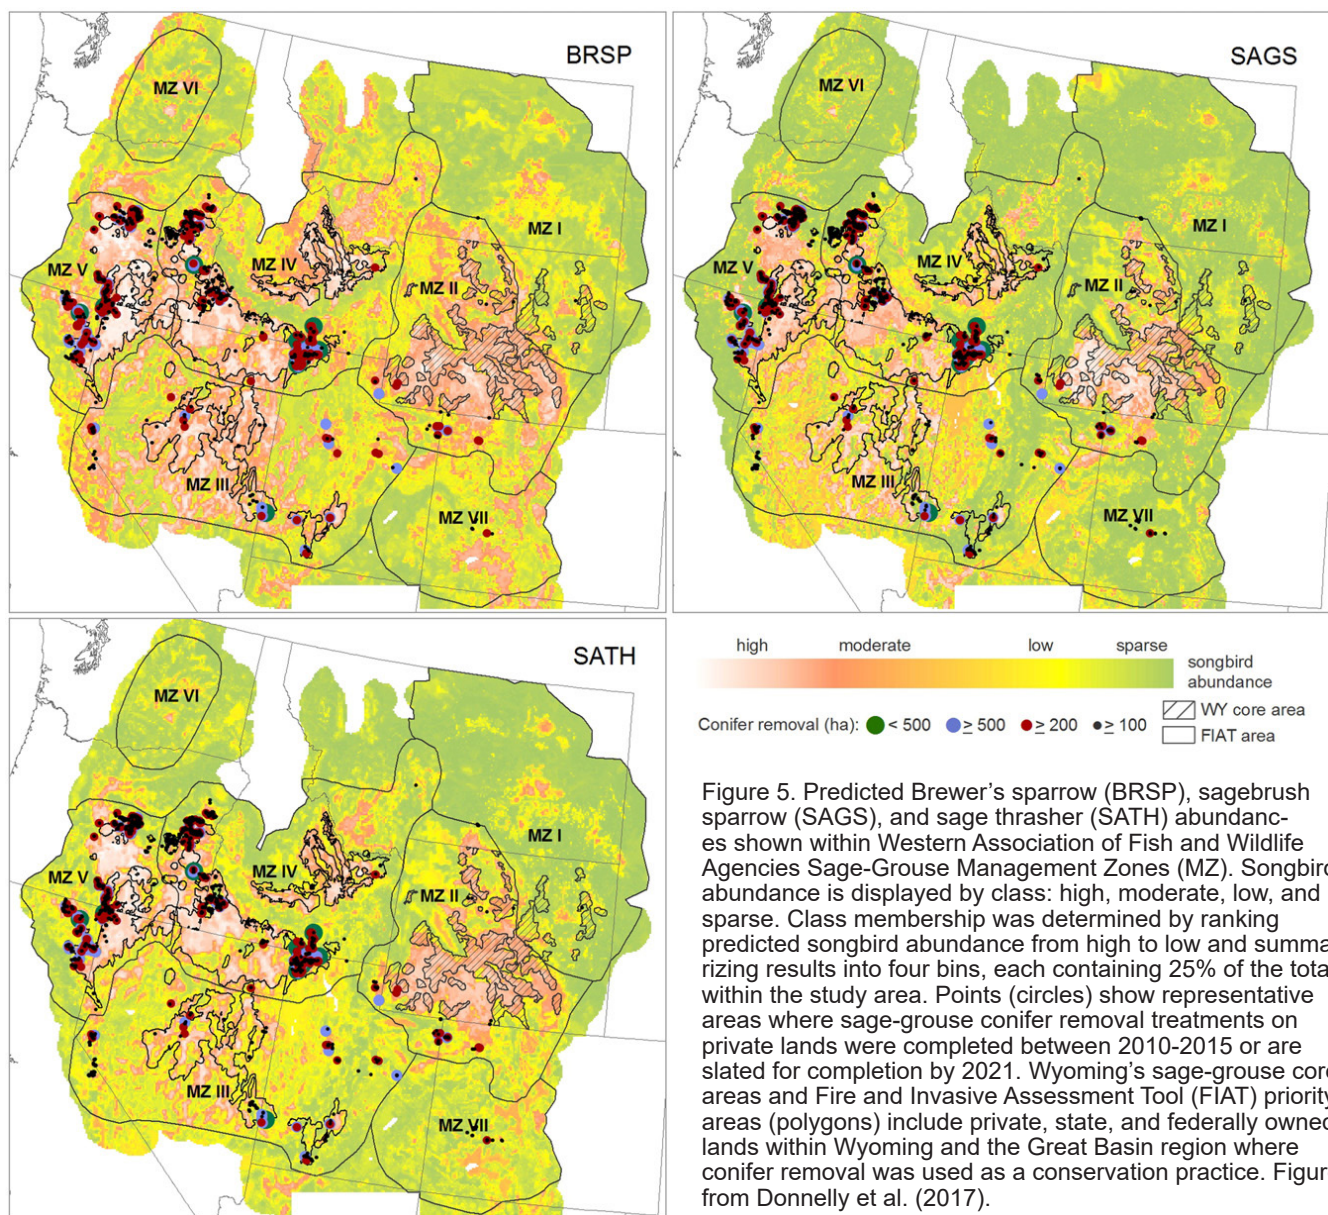 BRSP
MZ VI
MZ I
MZ V
MZ IV
MZ II
MZ III
MZ VII
SAGS
MZ VI
MZ I
MZ V
MZ IV
MZ II
MZ III
MZ VII
SATH
MZ VI
MZ I
MZ V
MZ IV
MZ II
MZ III
MZ VII
high moderate low sparse
songbird
abundance
Conifer removal (ha): < 500 ≥ 500 ≥ 200 ≥ 100
WY core area
FIAT area
Figure 5. Predicted Brewer’s sparrow (BRSP), sagebrush
sparrow (SAGS), and sage thrasher (SATH) abundanc-
es shown within Western Association of Fish and Wildlife
Agencies Sage-Grouse Management Zones (MZ). Songbird
abundance is displayed by class: high, moderate, low, and
sparse. Class membership was determined by ranking
predicted songbird abundance from high to low and summa
rizing results into four bins, each containing 25% of the total
within the study area. Points (circles) show representative
areas where sage-grouse conifer removal treatments on
private lands were completed between 2010-2015 or are
slated for completion by 2021. Wyoming’s sage-grouse core
areas and Fire and Invasive Assessment Tool (FIAT) priority
areas (polygons) include private, state, and federally owned
lands within Wyoming and the Great Basin region where
conifer removal was used as a conservation practice. Figur
from Donnelly et al. (2017).